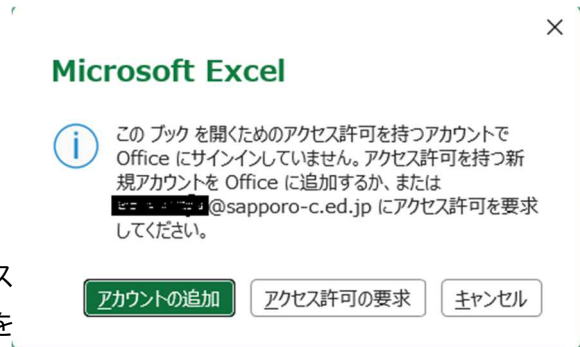 Microsoft Excel
この ブック を開くためのアクセス許可を持つアカウントで
Office にサインインしていません。アクセス許可を持つ新
規アカウントを Office に追加するか、または
@sapporo-c.ed.jp にアクセス許可を要求
してください。
ス
アカウントの追加 アクセス許可の要求 キャンセル
を